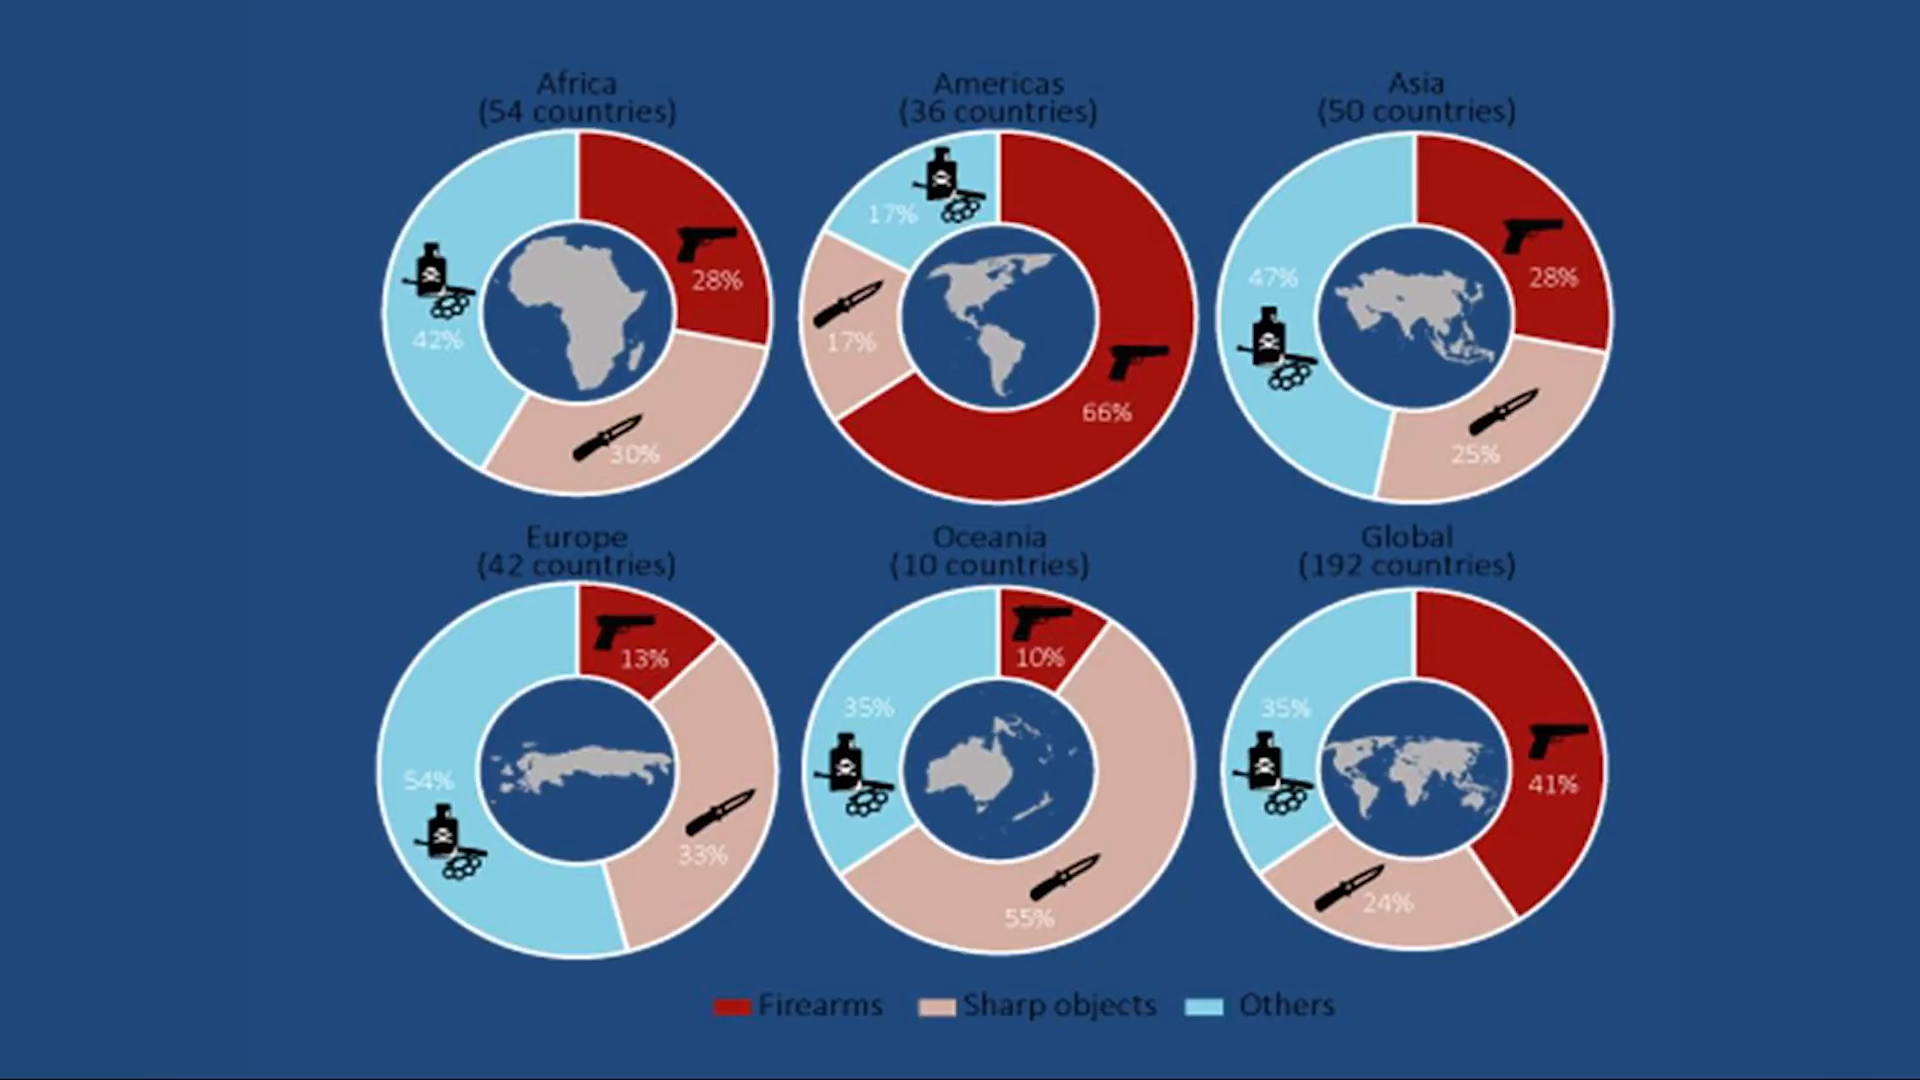 Africa
(54 countries)
Americas
(36 countries)
Asia
(50 countries)
28%
42%
30%
17%
17%
66%
47%
28%
25%
Europe
(42 countries)
Oceania
(10 countries)
Global
(192 countries)
13%
54%
33%
10%
35%
55%
35%
41%
24%
Firearms
Sharp objects
Others